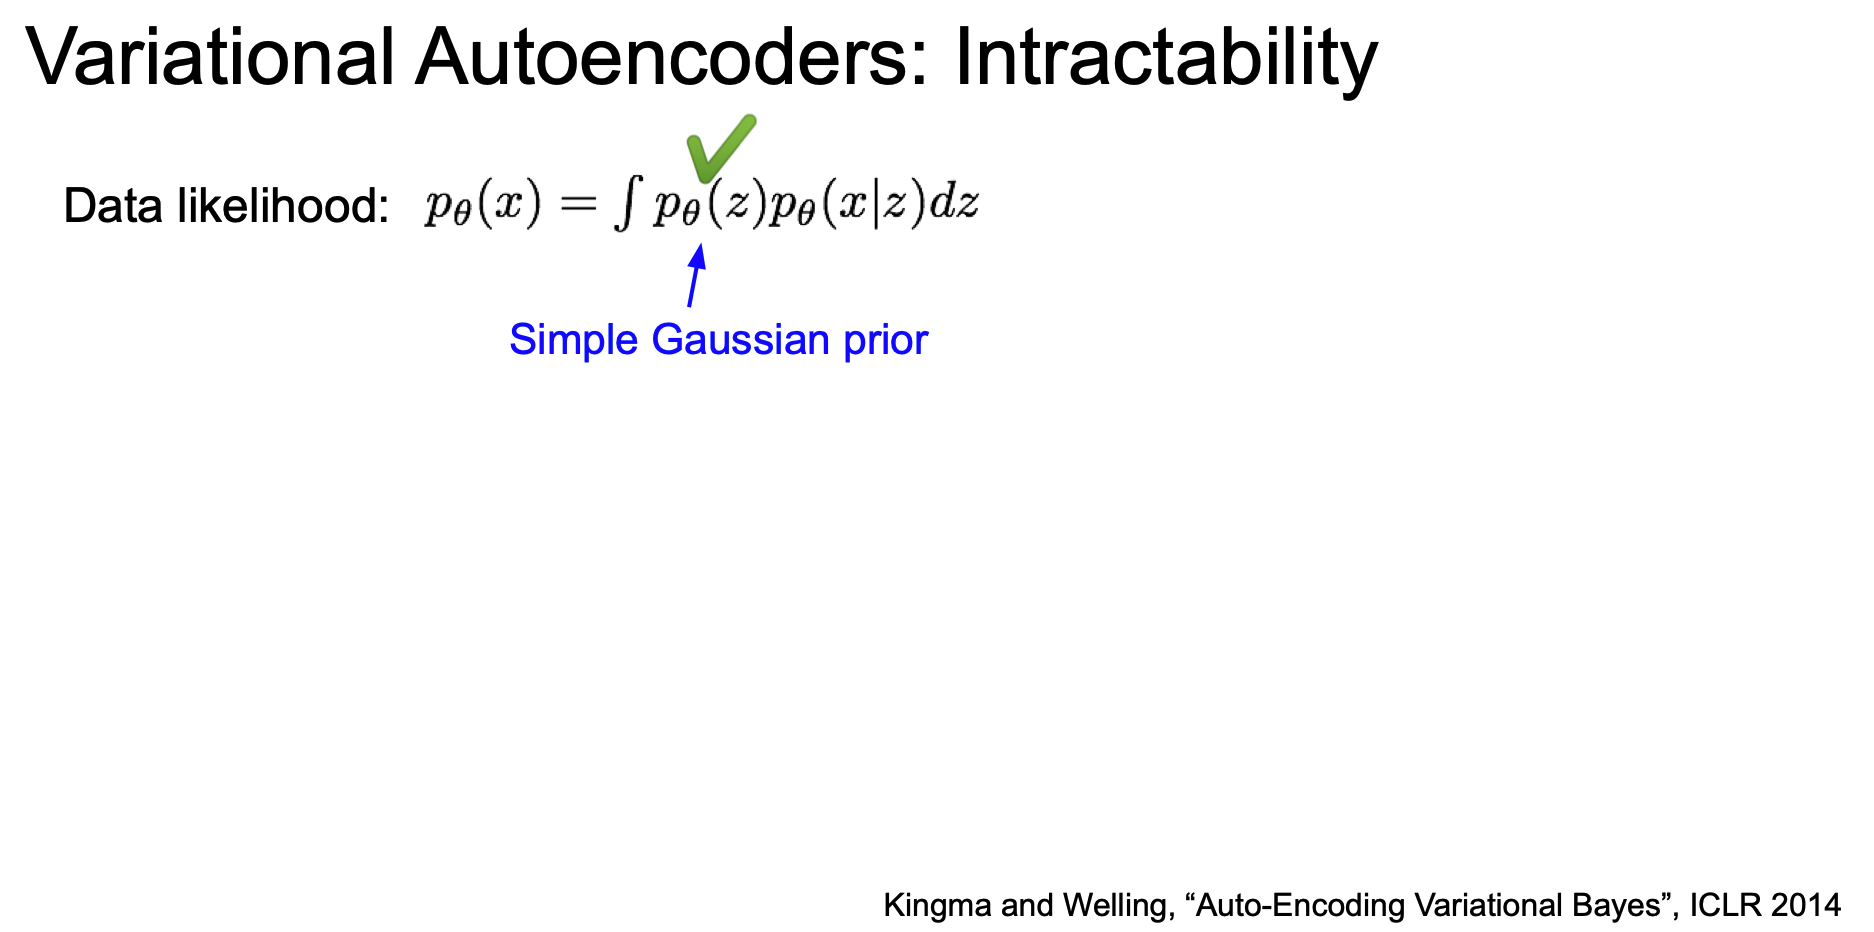 Variational Autoencoders: Intractability
Data likelihood: $p_\theta(x) = \int p_\theta(z) p_\theta(x|z) dz$
Simple Gaussian prior
Kingma and Welling, “Auto-Encoding Variational Bayes”, ICLR 2014